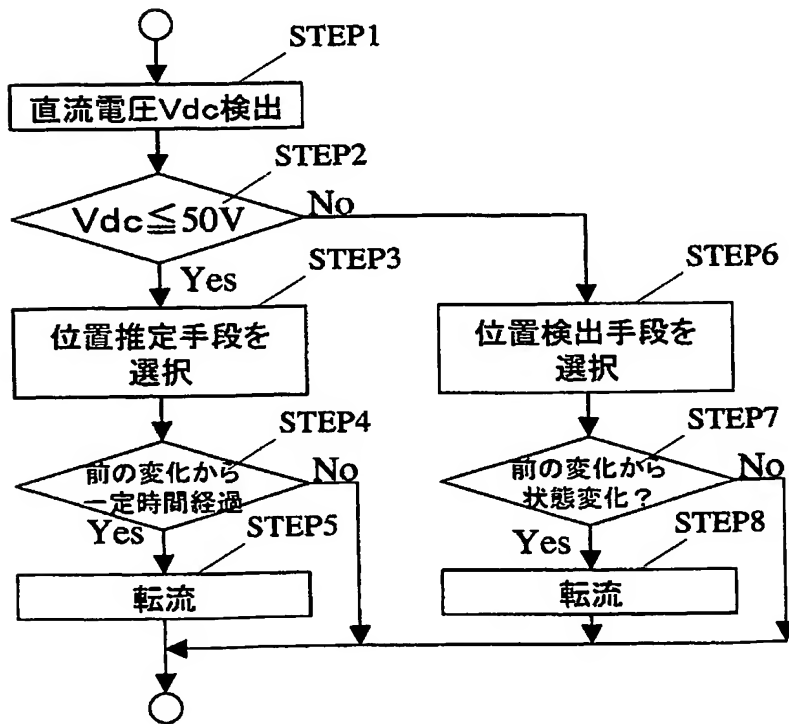 STEP1
直流電圧Vdc検出
STEP2
Vdc≦50V
No
Yes
STEP3
位置推定手段を
選択
STEP4
前の変化から
一定時間経過
No
Yes
STEP5
転流
STEP6
位置検出手段を
選択
STEP7
前の変化から
状態変化？
No
Yes
STEP8
転流